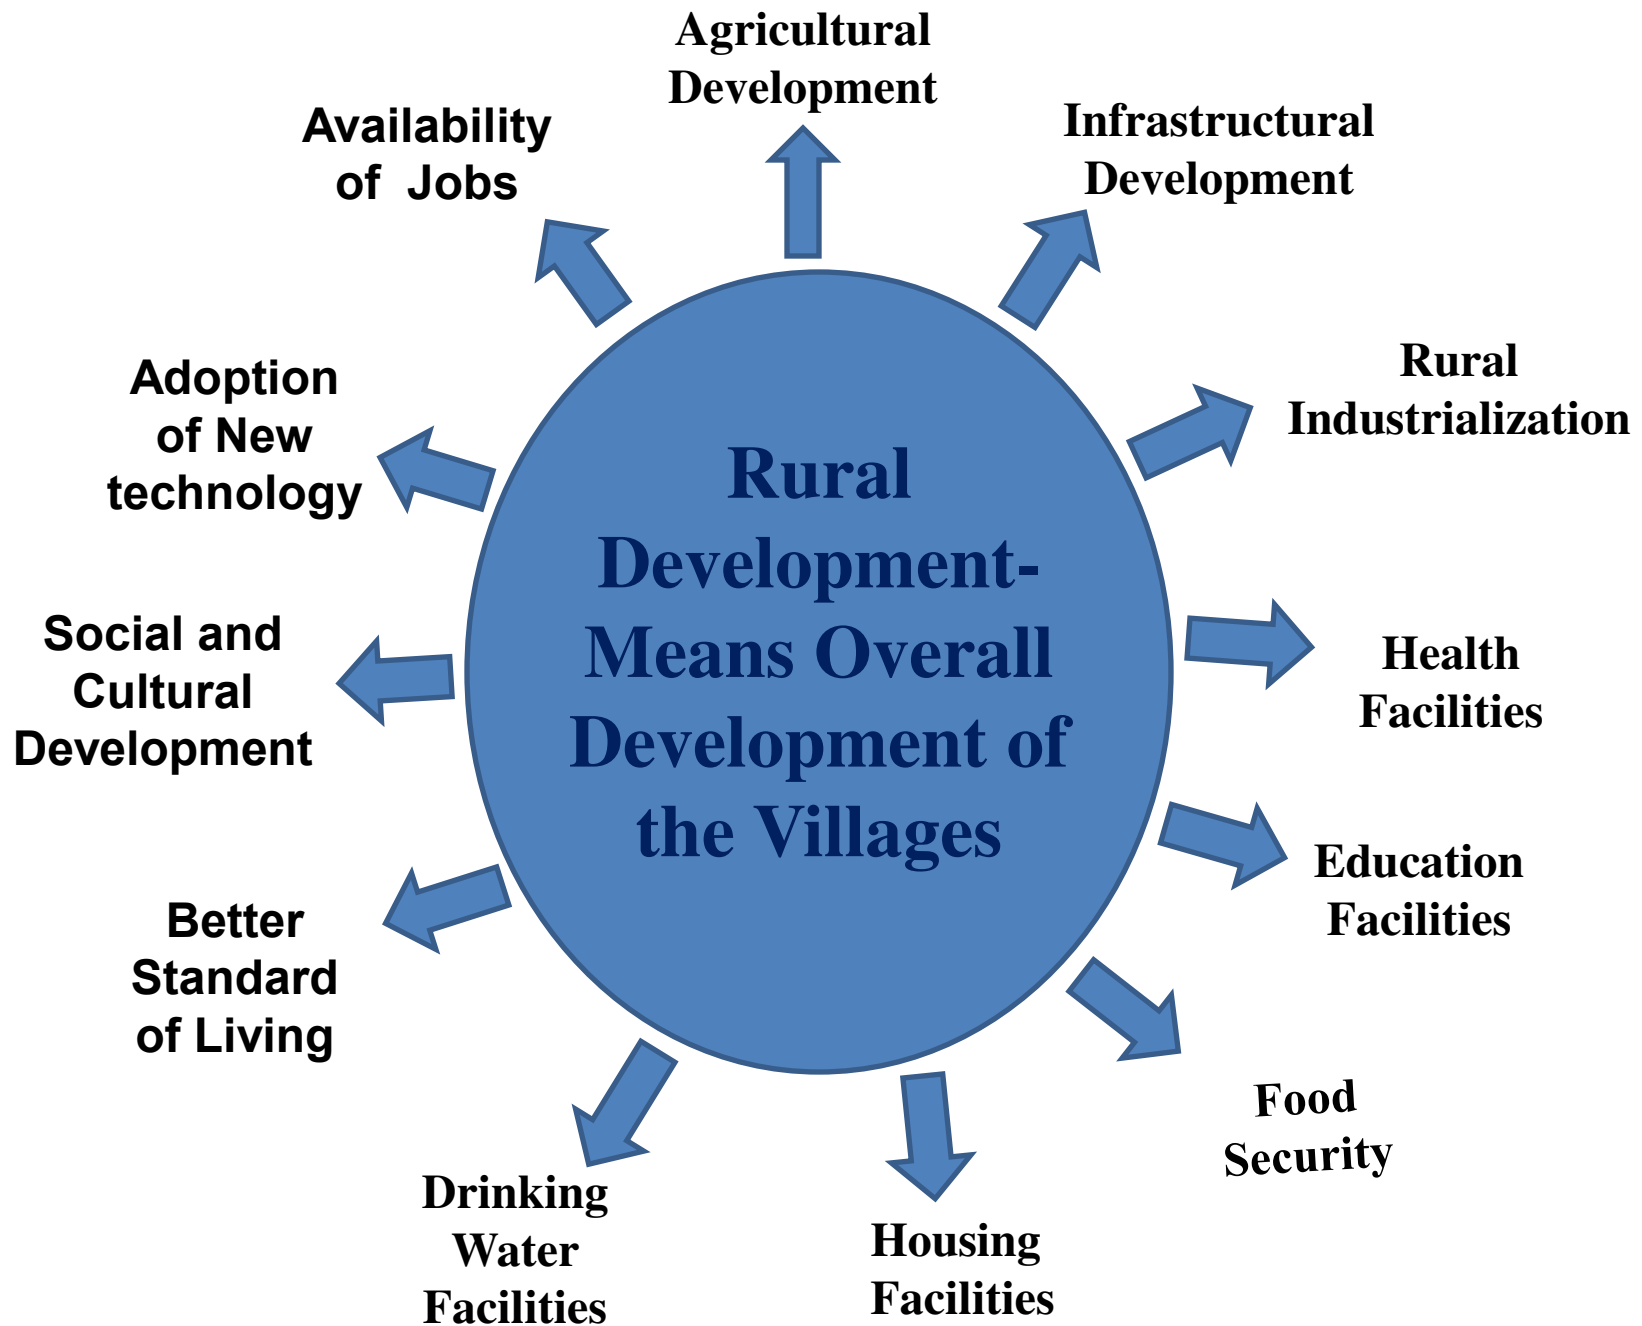 Agricultural
Development
Infrastructural
Development
Rural
Industrialization
Health
Facilities
Education
Facilities
Food
Security
Housing
Facilities
Drinking
Water
Facilities
Better
Standard
of Living
Social and
Cultural
Development
Adoption
of New
technology
Availability
of  Jobs
Rural
Development-
Means Overall
Development of
the Villages